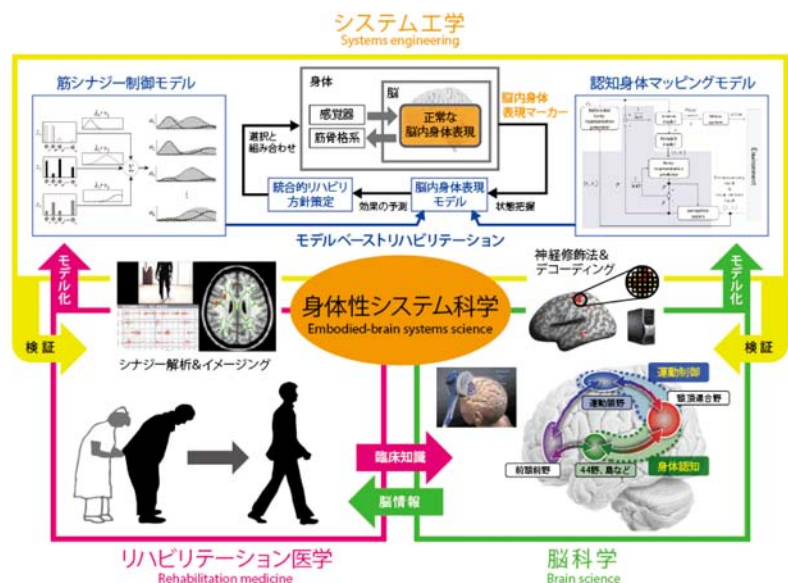 システム工学
Systems engineering
筋シナジー制御モデル
身体
脳
感覚器
筋骨格系
正常な
脳内身体表現
脳内身体
表現マーカー
認知身体マッピングモデル
選択と
組み合わせ
統合的リハビリ
方針策定
効果の予測
脳内身体表現
モデル
状態把握
モデルベーストリハビリテーション
Environment
モデル化
検証
シナジー解析&イメージング
身体性システム科学
Embodied-brain systems science
神経修飾法&
デコーディング
モデル化
検証
運動制御
運動領野
頭頂連合野
前頭前野
44野、島など
身体認知
臨床知識
脳情報
リハビリテーション医学
Rehabilitation medicine
脳科学
Brain science